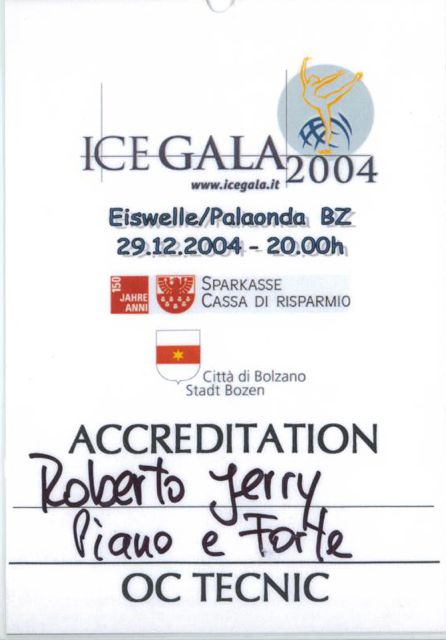 ICE GALA 2004
www.icegala.it
Eiswelle/Palaonda BZ
29.12.2004 - 20.00h
150
JAHRE
ANNI
SPARKASSE
CASSA DI RISPARMIO
Città di Bolzano
Stadt Bozen
ACCREDITATION
Roberto Jerry
Piano e Forte
OC TECNIC